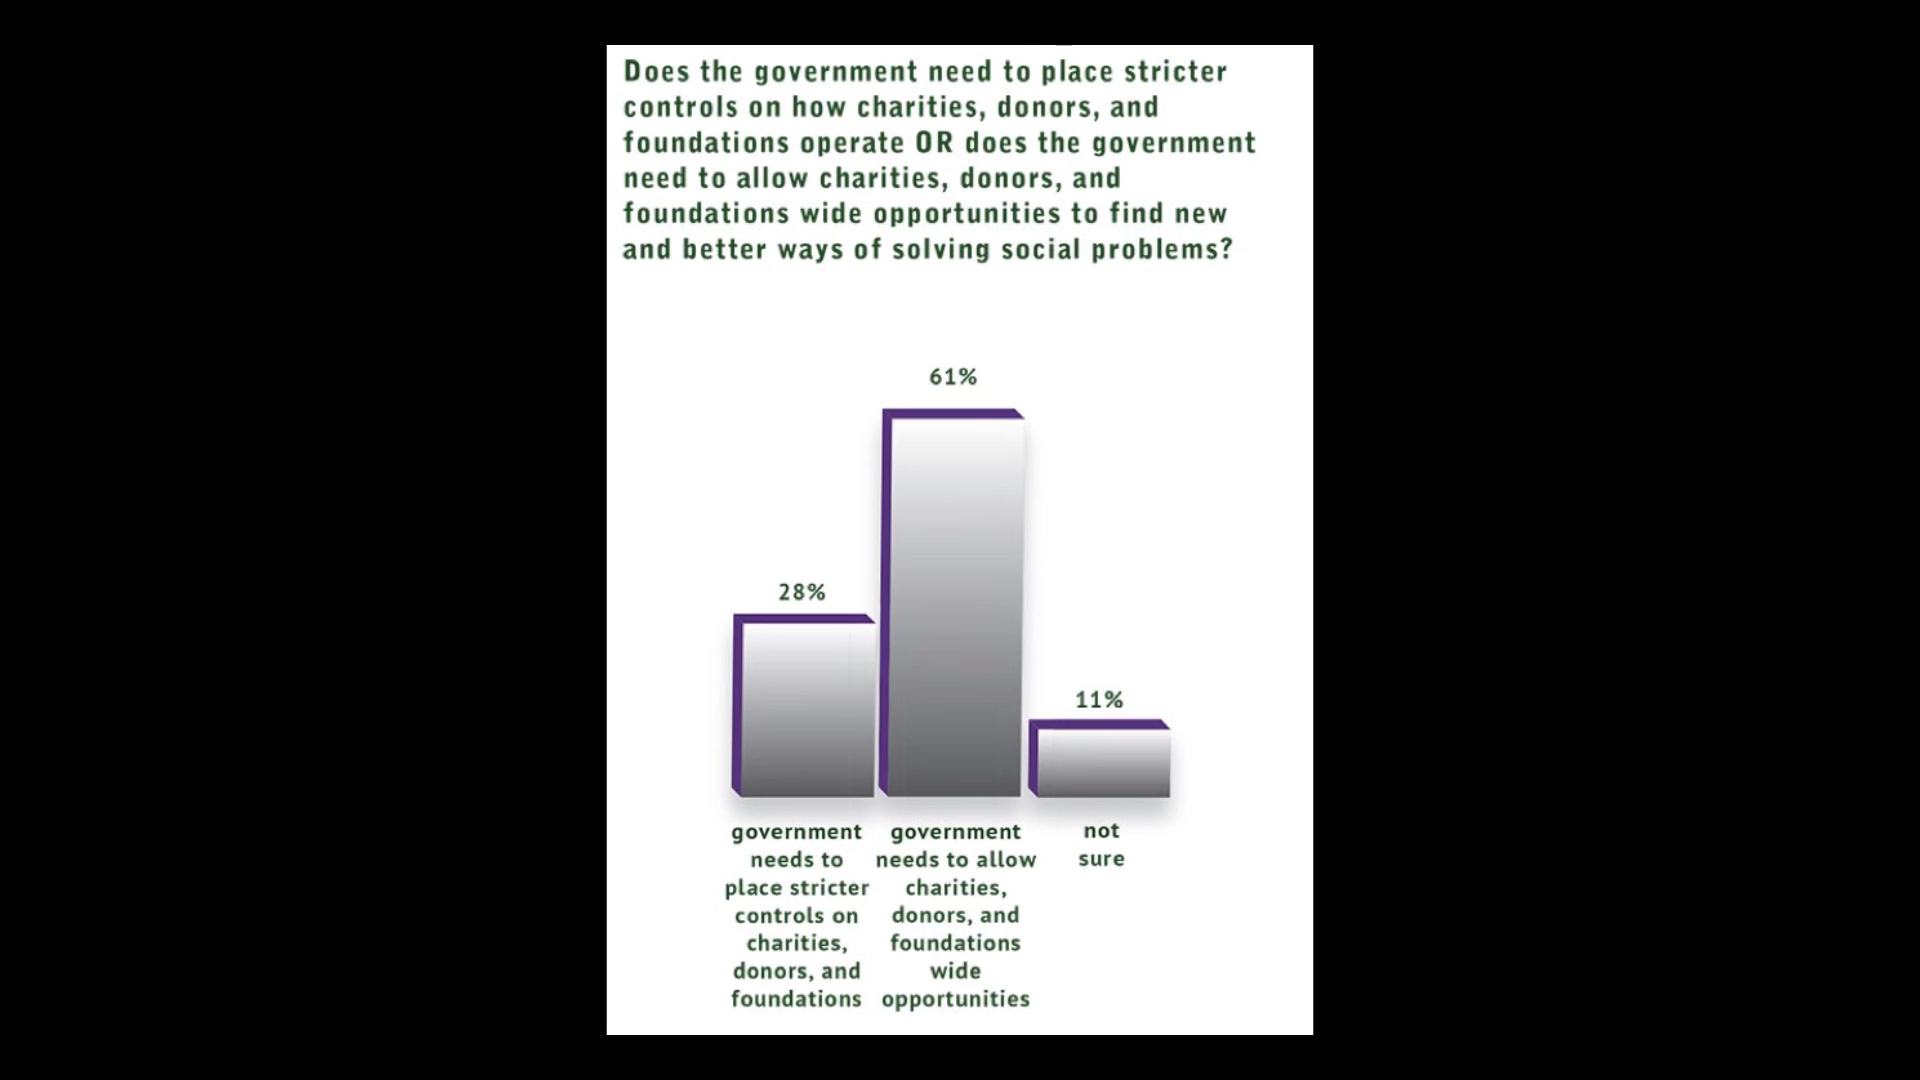 Does the government need to place stricter
controls on how charities, donors, and
foundations operate OR does the government
need to allow charities, donors, and
foundations wide opportunities to find new
and better ways of solving social problems?
61%
28%
11%
government
needs to
place stricter
controls on
charities,
donors, and
foundations
government
needs to allow
charities,
donors, and
foundations
wide
opportunities
not
sure